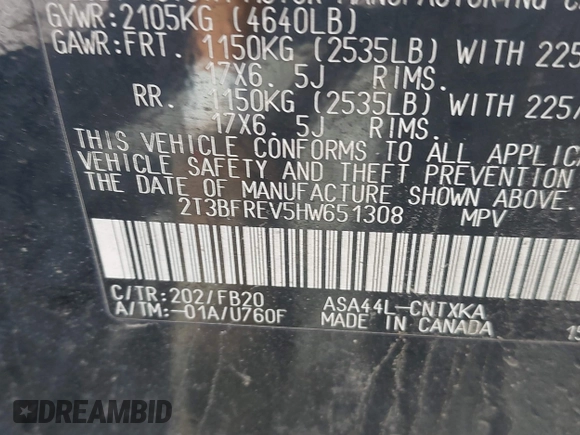 GVWR:2105KG (4640LB)
GAWR:FRT. 1150KG (2535LB) WITH 225
17X6. 5J RIMS.
RR. 1150KG (2535LB) WITH 225/
17X6. 5J RIMS.
THIS VEHICLE CONFORMS TO ALL APPLIC
VEHICLE SAFETY AND THEFT PREVENTION
THE DATE OF MANUFACTURE SHOWN ABOVE.
2T3BFREV5HW651308 MPV
C/TR:202/FB20 ASA44L-CNTXKA
A/TM:-01A/U760F MADE IN CANADA
DREAMBID